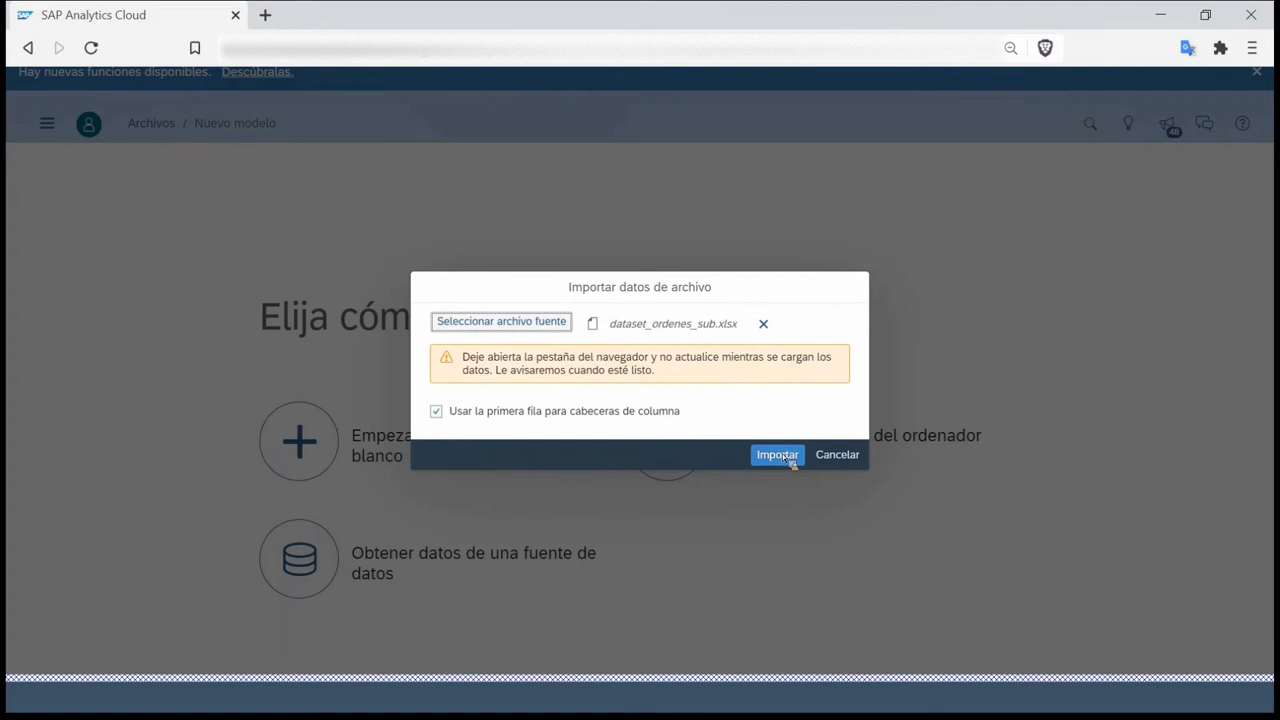 SAP Analytics Cloud
Hay nuevas funciones disponibles. Descúbralas.
Archivos / Nuevo modelo
48
Elija cóm
Importar datos de archivo
Seleccionar archivo fuente
dataset_ordenes_sub.xlsx
Deje abierta la pestaña del navegador y no actualice mientras se cargan los
datos. Le avisaremos cuando esté listo.
Usar la primera fila para cabeceras de columna
Importar
Cancelar
Empeza
blanco
del ordenador
Obtener datos de una fuente de
datos